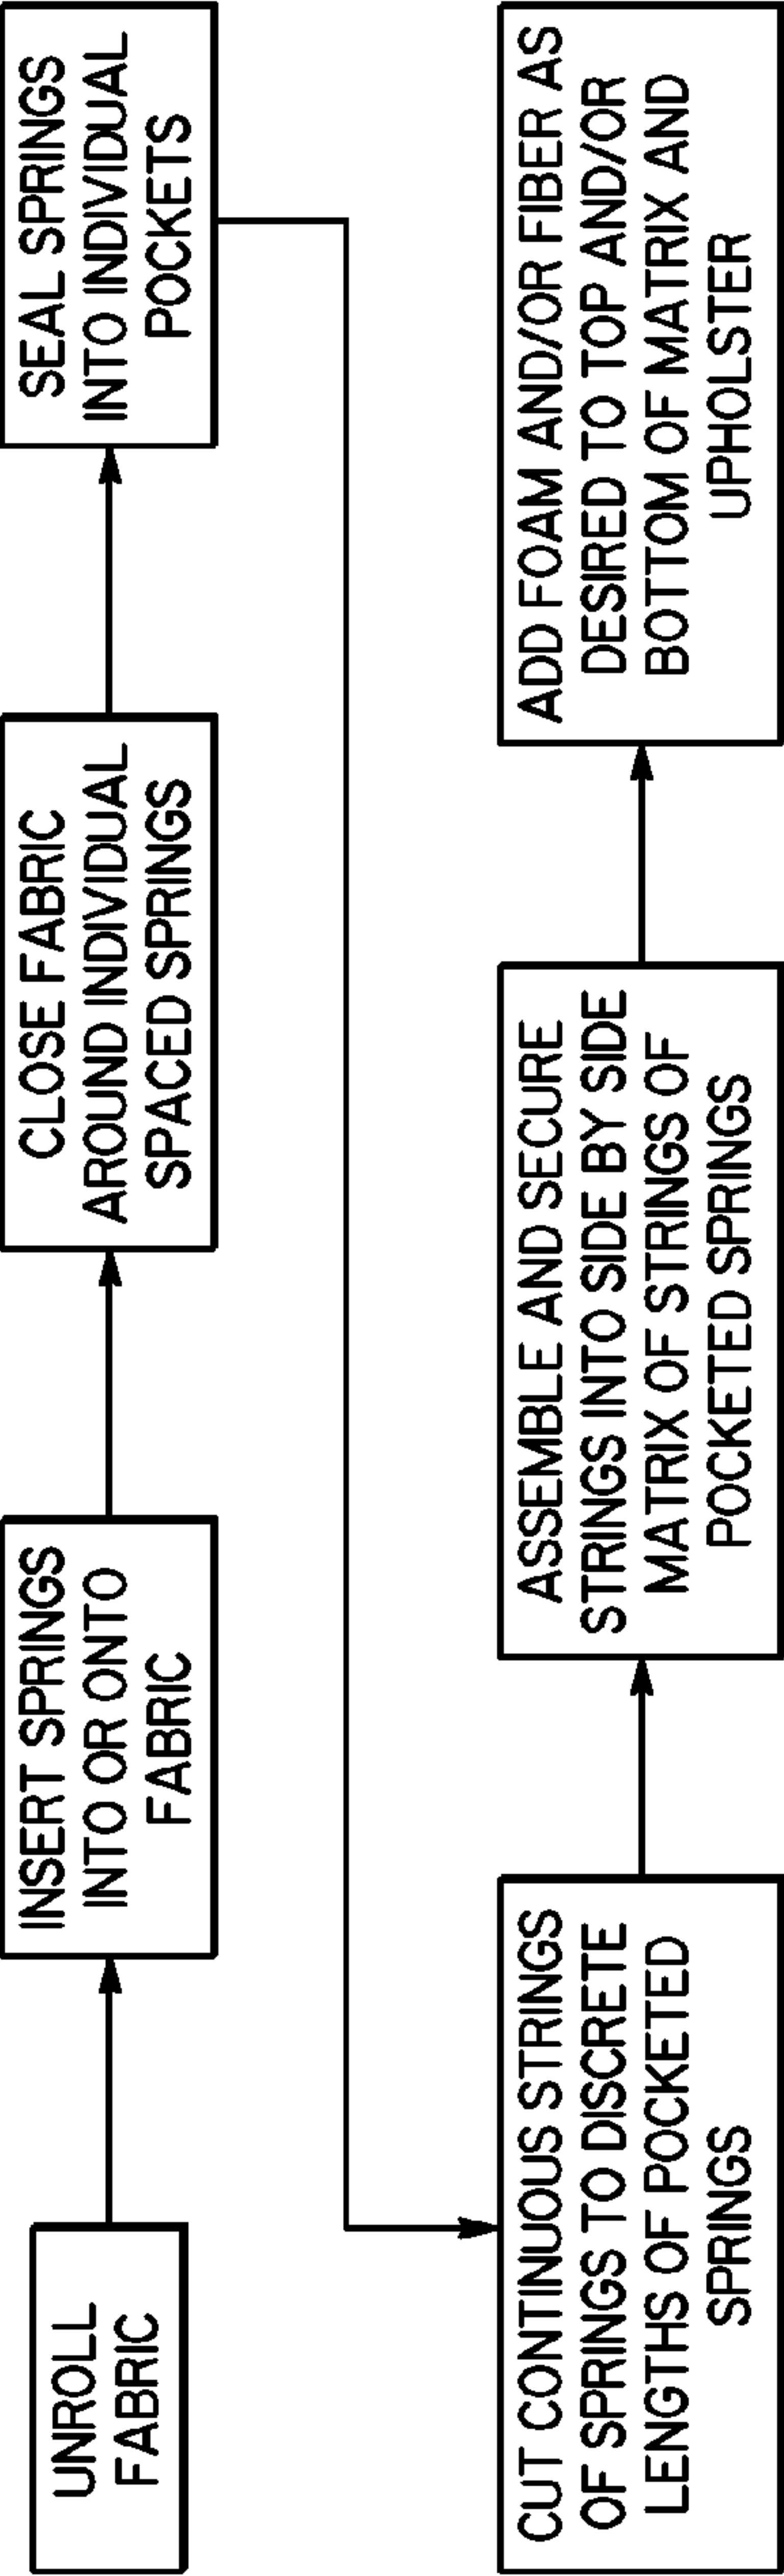 UNROLL
FABRIC
INSERT SPRINGS
INTO OR ONTO
FABRIC
CLOSE FABRIC
AROUND INDIVIDUAL
SPACED SPRINGS
SEAL SPRINGS
INTO INDIVIDUAL
POCKETS
CUT CONTINUOUS STRINGS
OF SPRINGS TO DISCRETE
LENGTHS OF POCKETED
SPRINGS
ASSEMBLE AND SECURE
STRINGS INTO SIDE BY SIDE
MATRIX OF STRINGS OF
POCKETED SPRINGS
ADD FOAM AND/OR FIBER AS
DESIRED TO TOP AND/OR
BOTTOM OF MATRIX AND
UPHOLSTER